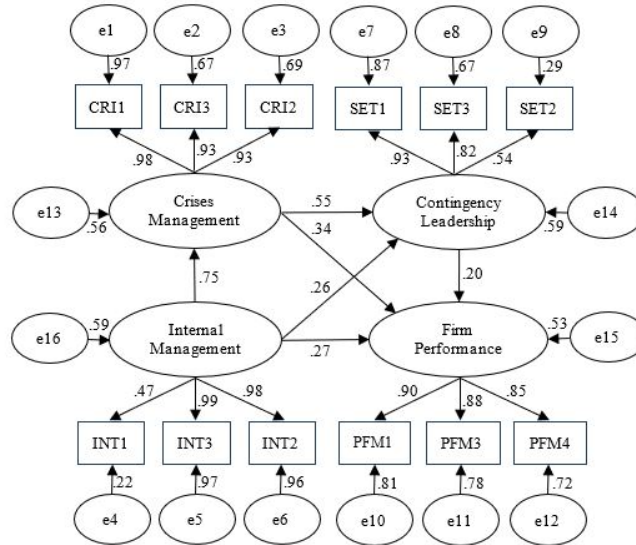 e1 e2 e3 e7 e8 e9
.97 .67 .69 .87 .67 .29
CRI1 CRI3 CRI2 SET1 SET3 SET2
.98 .93 .93 .93 .82 .54
e13 Crises Management .55 Contingency Leadership e14
.56 .34 .59
.75 .26 .20
e16 .59 Internal Management .27 Firm Performance .53 e15
.47 .99 .98 .90 .88 .85
INT1 INT3 INT2 PFM1 PFM3 PFM4
.22 .97 .96 .81 .78 .72
e4 e5 e6 e10 e11 e12